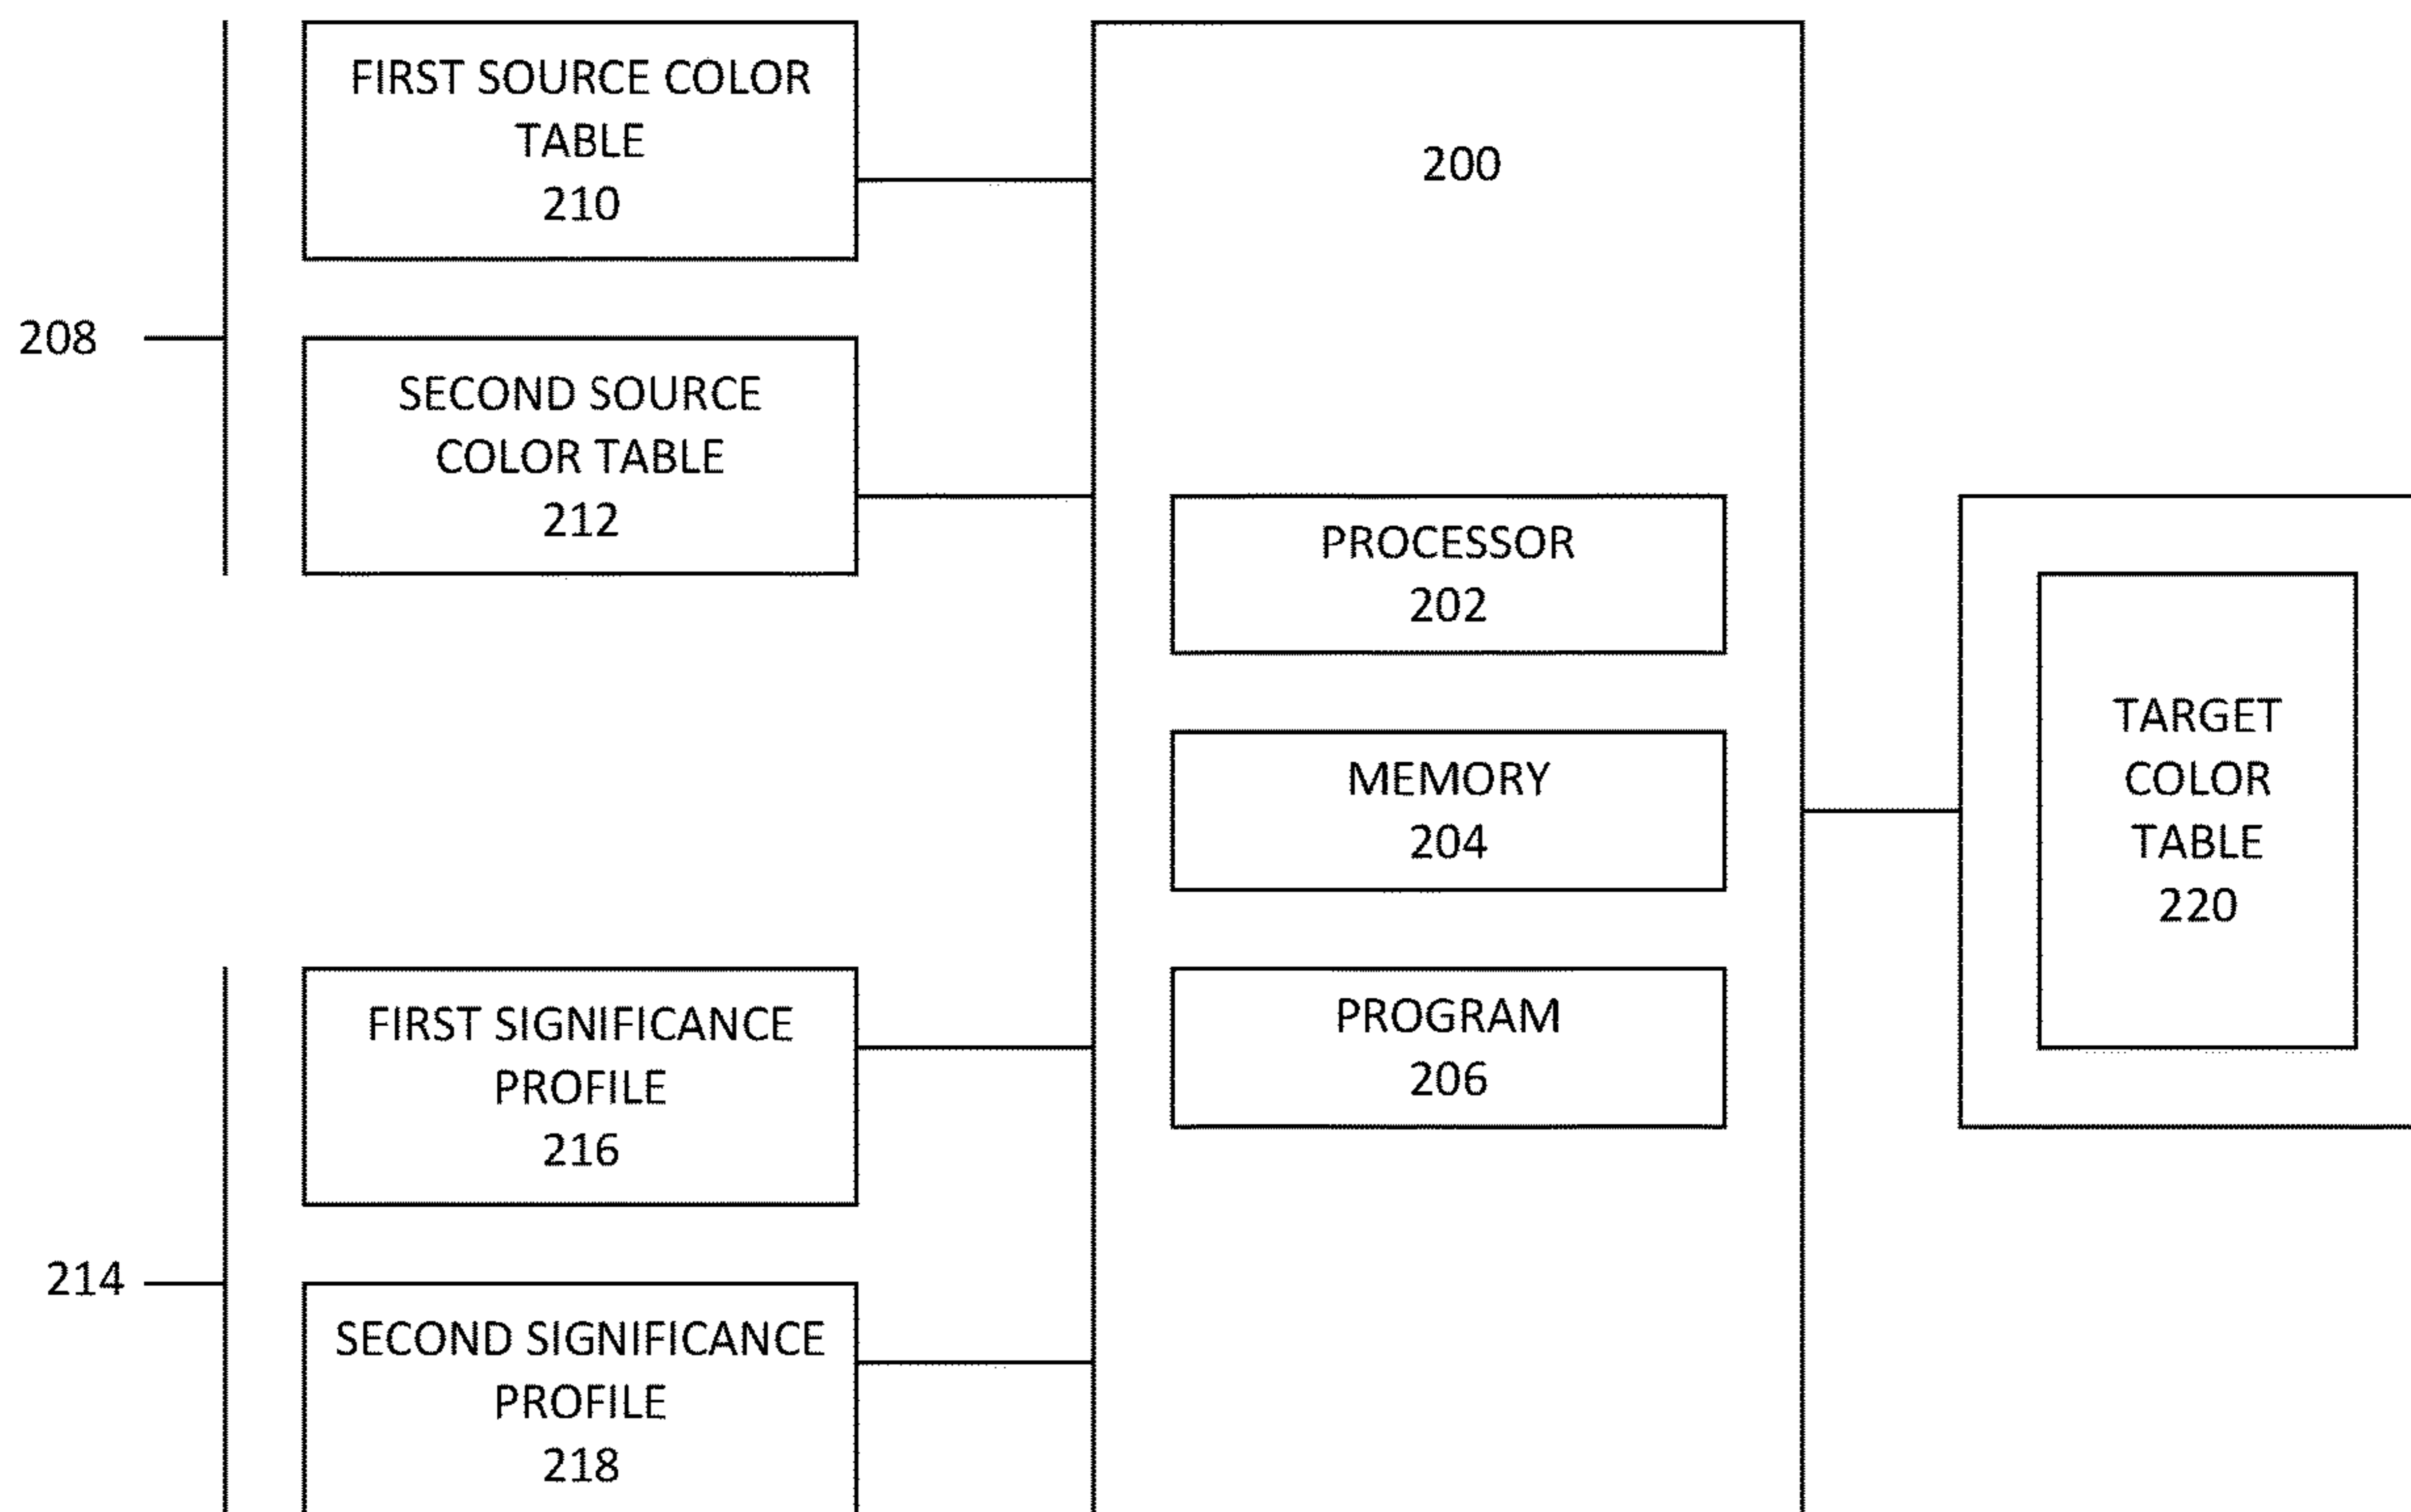 FIRST SOURCE COLOR
TABLE
210
208
SECOND SOURCE
COLOR TABLE
212
FIRST SIGNIFICANCE
PROFILE
216
214
SECOND SIGNIFICANCE
PROFILE
218
200
PROCESSOR
202
MEMORY
204
PROGRAM
206
TARGET
COLOR
TABLE
220